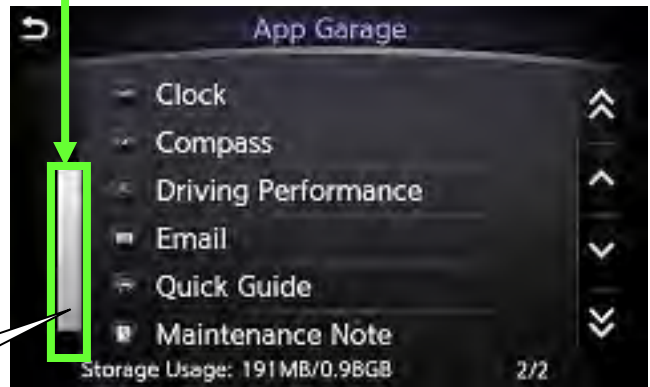 App Garage
Clock
Compass
Driving Performance
Email
Quick Guide
Maintenance Note
Storage Usage: 191MB/0.98GB 2/2